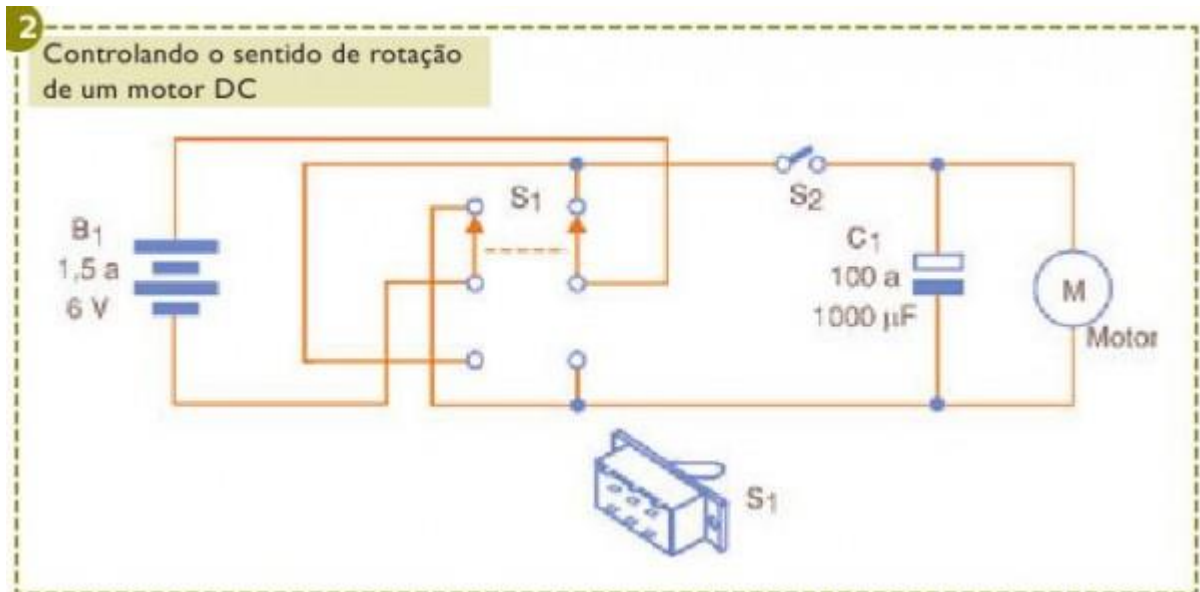 2
Controlando o sentido de rotação
de um motor DC
B1
1,5 a
6 V
S1
S2
C1
100 a
1000 µF
M
Motor
S1